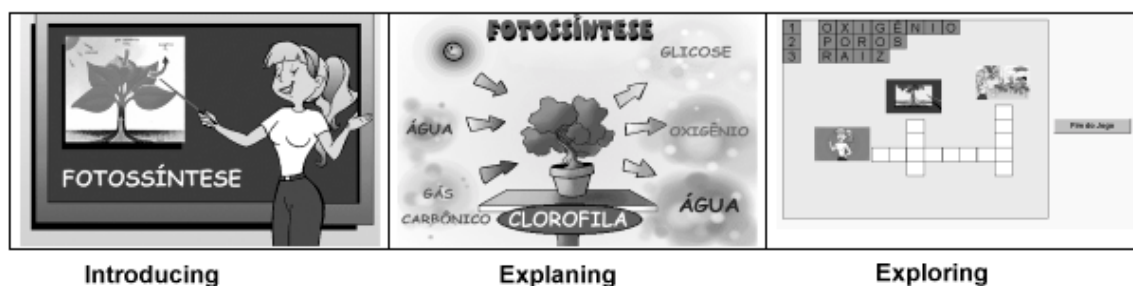 FOTOSSÍNTESE
FOTOSSÍNTESE
GLICOSE
ÁGUA
OXIGÊNIO
GÁS
CARBÔNICO
CLOROFILA
ÁGUA
1 OXIGÊNIO
2 POROS
3 RAIZ
Fim do Jogo
Introducing
Explaning
Exploring